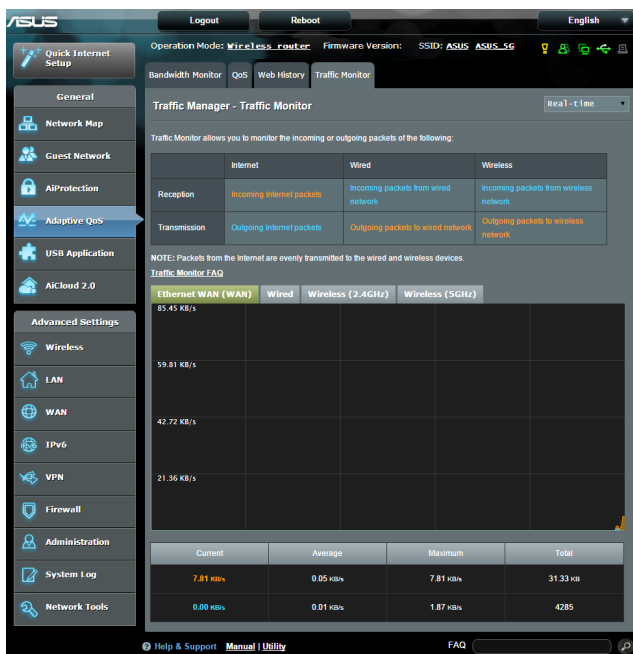 ASUS
Logout
Reboot
English
Quick Internet
Setup
Operation Mode: Wireless router Firmware Version: SSID: ASUS ASUS_5G
Bandwidth Monitor QoS Web History Traffic Monitor
General
Network Map
Guest Network
AiProtection
Adaptive QoS
USB Application
AiCloud 2.0
Advanced Settings
Wireless
LAN
WAN
IPv6
VPN
Firewall
Administration
System Log
Network Tools
Traffic Manager - Traffic Monitor
Real-time
Traffic Monitor allows you to monitor the incoming or outgoing packets of the following:
Internet Wired Wireless
Reception
Incoming Internet packets
Incoming packets from wired
network
Incoming packets from wireless
network
Transmission
Outgoing Internet packets
Outgoing packets to wired network
Outgoing packets to wireless
network
NOTE: Packets from the Internet are evenly transmitted to the wired and wireless devices.
Traffic Monitor FAQ
Ethernet WAN (WAN) Wired Wireless (2.4GHz) Wireless (5GHz)
85.45 KB/s
59.81 KB/s
42.72 KB/s
21.36 KB/s
Current Average Maximum Total
7.81 KB/s 0.05 KB/s 7.81 KB/s 31.33 KB
0.00 KB/s 0.01 KB/s 1.87 KB/s 4285
Help & Support Manual | Utility FAQ